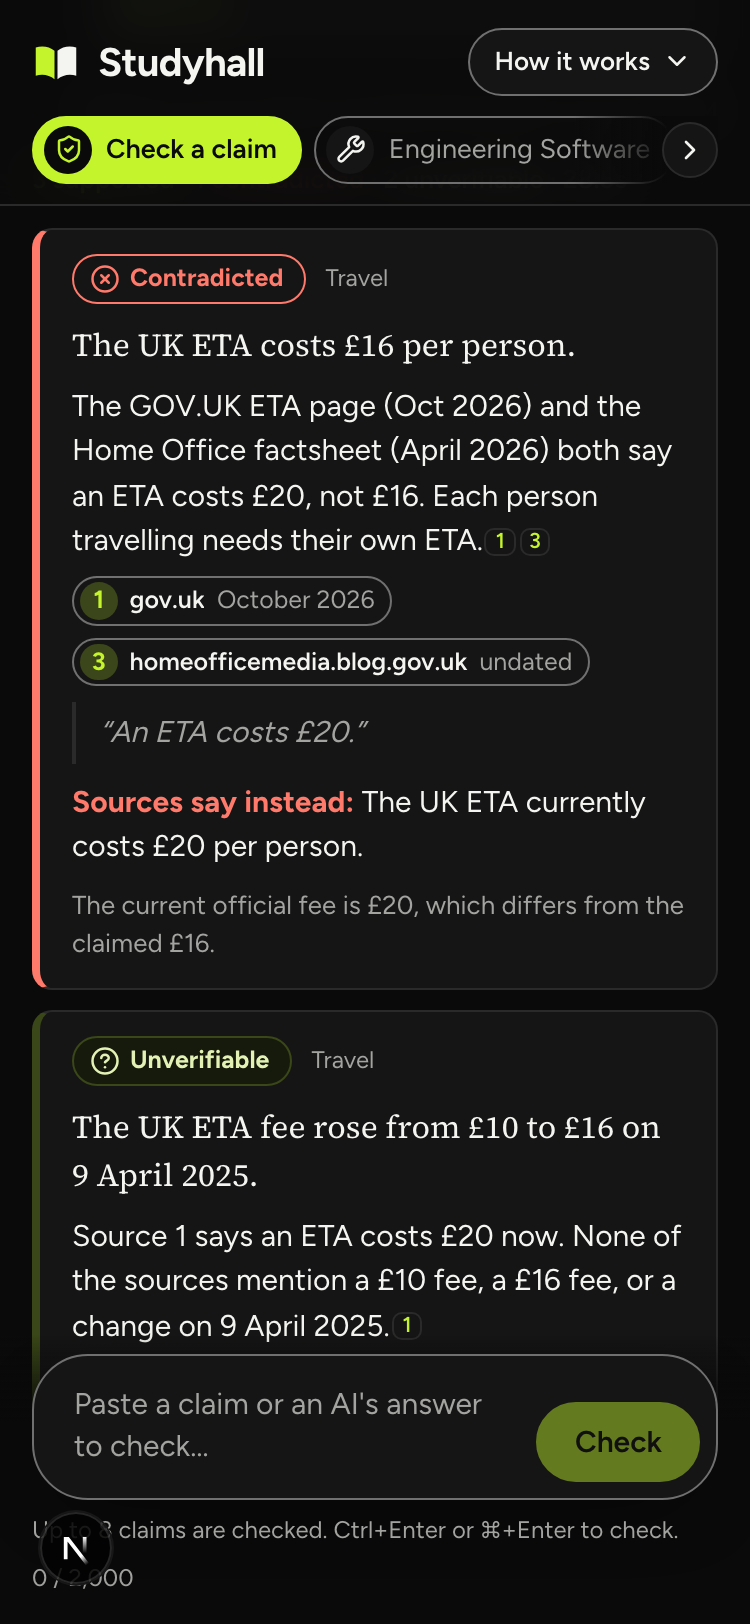 Studyhall
How it works
Check a claim
Engineering Software
Contradicted Travel
The UK ETA costs £16 per person.
The GOV.UK ETA page (Oct 2026) and the
Home Office factsheet (April 2026) both say
an ETA costs £20, not £16. Each person
travelling needs their own ETA. 1 3
1 gov.uk October 2026
3 homeofficemedia.blog.gov.uk undated
“An ETA costs £20.”
Sources say instead: The UK ETA currently
costs £20 per person.
The current official fee is £20, which differs from the
claimed £16.
Unverifiable Travel
The UK ETA fee rose from £10 to £16 on
9 April 2025.
Source 1 says an ETA costs £20 now. None of
the sources mention a £10 fee, a £16 fee, or a
change on 9 April 2025. 1
Paste a claim or an AI's answer
to check...
Check
Up to 8 claims are checked. Ctrl+Enter or ⌘+Enter to check.
N
0 / 2,000